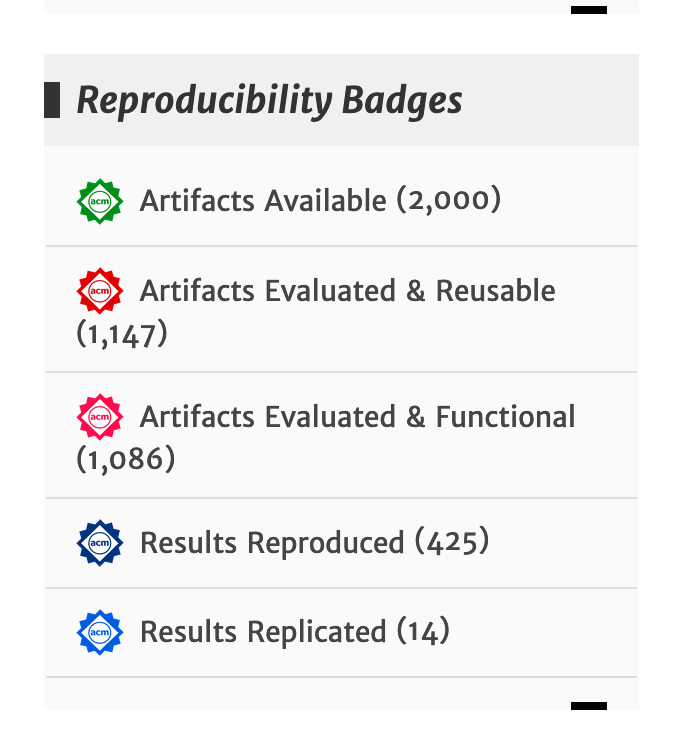 Reproducibility Badges
acm Artifacts Available (2,000)
acm Artifacts Evaluated & Reusable
(1,147)
acm Artifacts Evaluated & Functional
(1,086)
acm Results Reproduced (425)
acm Results Replicated (14)